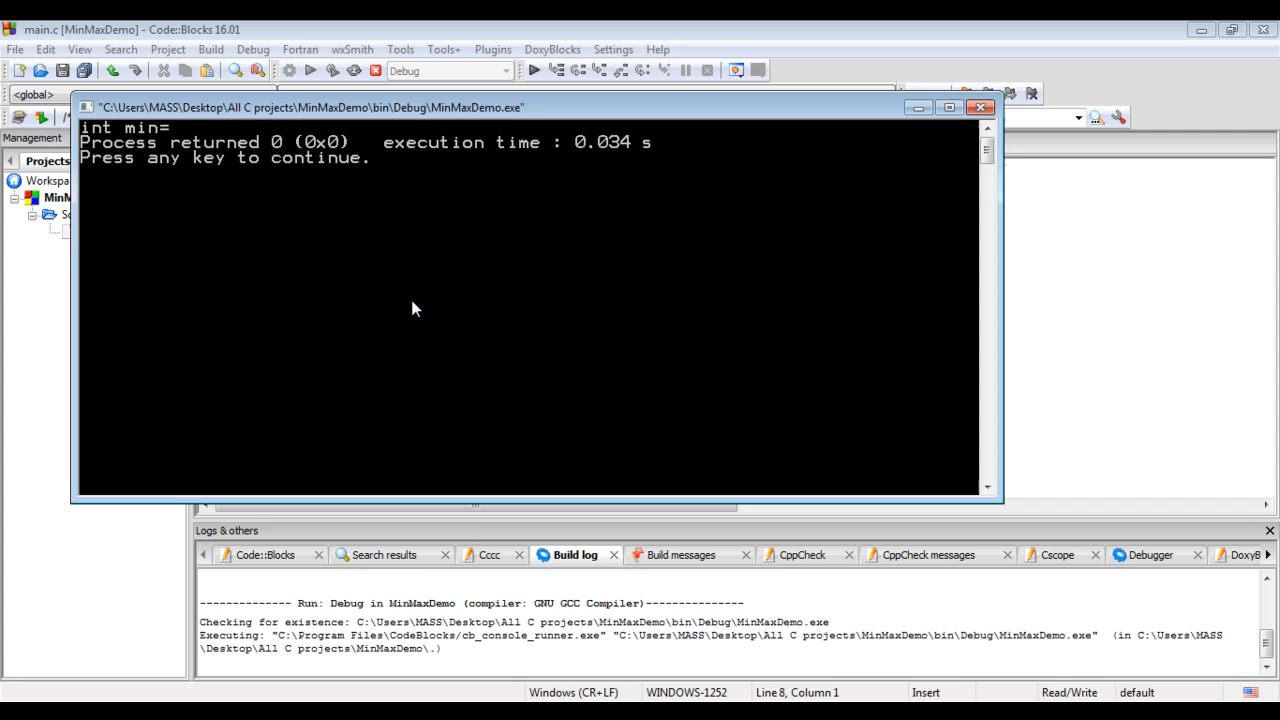 main.c [MinMaxDemo] - Code::Blocks 16.01
File Edit View Search Project Build Debug Fortran wxSmith Tools Tools+ Plugins DoxyBlocks Settings Help
Debug
<global>
"C:\Users\MASS\Desktop\All C projects\MinMaxDemo\bin\Debug\MinMaxDemo.exe"
int min=
Process returned 0 (0x0) execution time : 0.034 s
Press any key to continue.
Management
Projects
Workspa
MinM
So
Logs & others
Code::Blocks Search results Cccc Build log Build messages CppCheck CppCheck messages Cscope Debugger DoxyB
-------------- Run: Debug in MinMaxDemo (compiler: GNU GCC Compiler)---------------
Checking for existence: C:\Users\MASS\Desktop\All C projects\MinMaxDemo\bin\Debug\MinMaxDemo.exe
Executing: "C:\Program Files\CodeBlocks/cb_console_runner.exe" "C:\Users\MASS\Desktop\All C projects\MinMaxDemo\bin\Debug\MinMaxDemo.exe" (in C:\Users\MASS
\Desktop\All C projects\MinMaxDemo\.)
Windows (CR+LF) WINDOWS-1252 Line 8, Column 1 Insert Read/Write default